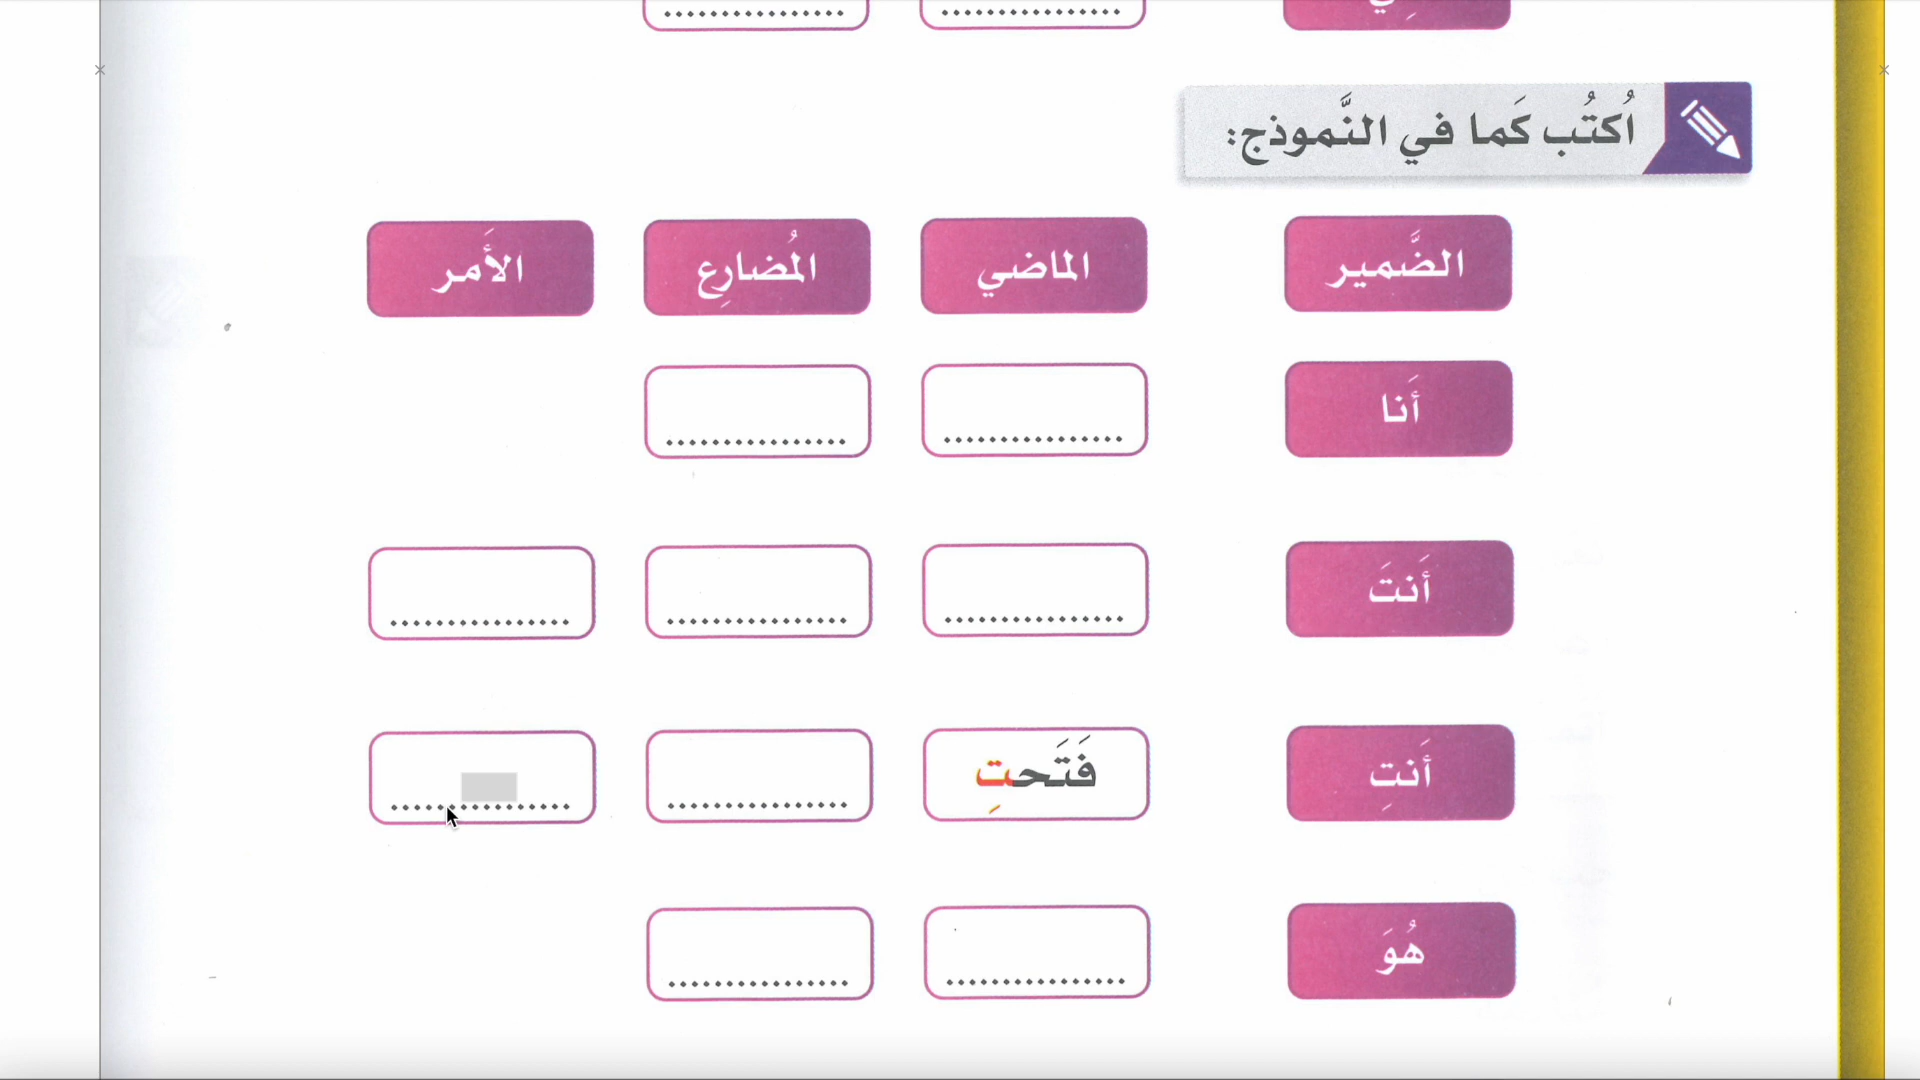 اُكتُب كَما في النَّموذج:
الضَّمير الماضي المُضارِع الأَمر
أَنا ............... ...............
أَنتَ ............... ............... ...............
أَنتِ فَتَحتِ ............... ...............
هُوَ ............... ...............